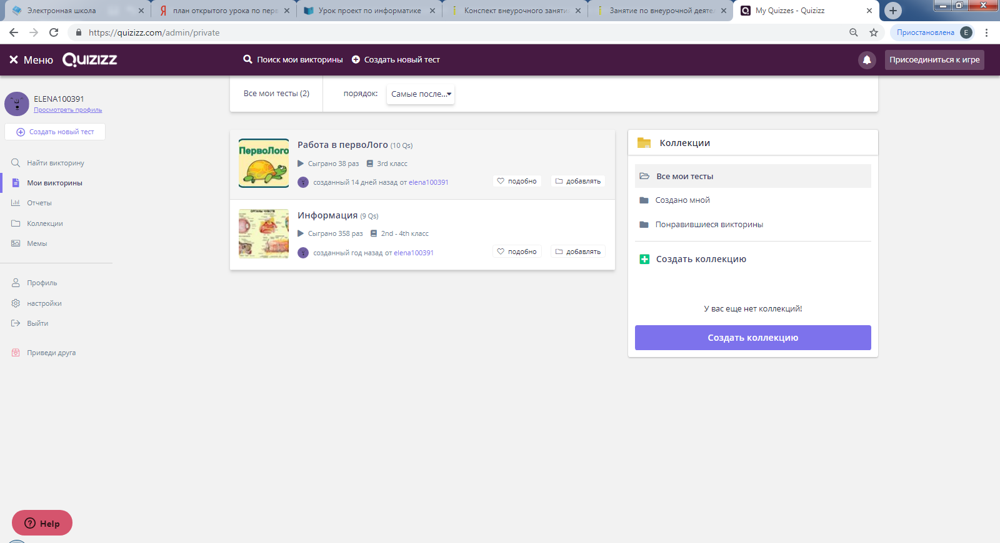 Электронная школа
план открытого урока по перв
Урок проект по информатике
Конспект внеурочного заняти
Занятие по внеурочной деяте
My Quizzes - Quizizz
https://quizizz.com/admin/private
Приостановлена
E
Меню
Quizizz
Поиск мои викторины
Создать новый тест
Присоединиться к игре
ELENA100391
Просмотреть профиль
Создать новый тест
Найти викторину
Мои викторины
Отчеты
Коллекции
Мемы
Профиль
настройки
Выйти
Приведи друга
Help
Все мои тесты (2)
порядок:
Самые после...
ПервоЛого
Работа в первоЛого (10 Qs)
Сыграно 38 раз
3rd класс
созданный 14 дней назад от elena100391
подобно
добавлять
Информация (9 Qs)
Сыграно 358 раз
2nd - 4th класс
созданный год назад от elena100391
подобно
добавлять
Коллекции
Все мои тесты
Создано мной
Понравившиеся викторины
Создать коллекцию
У вас еще нет коллекций!
Создать коллекцию